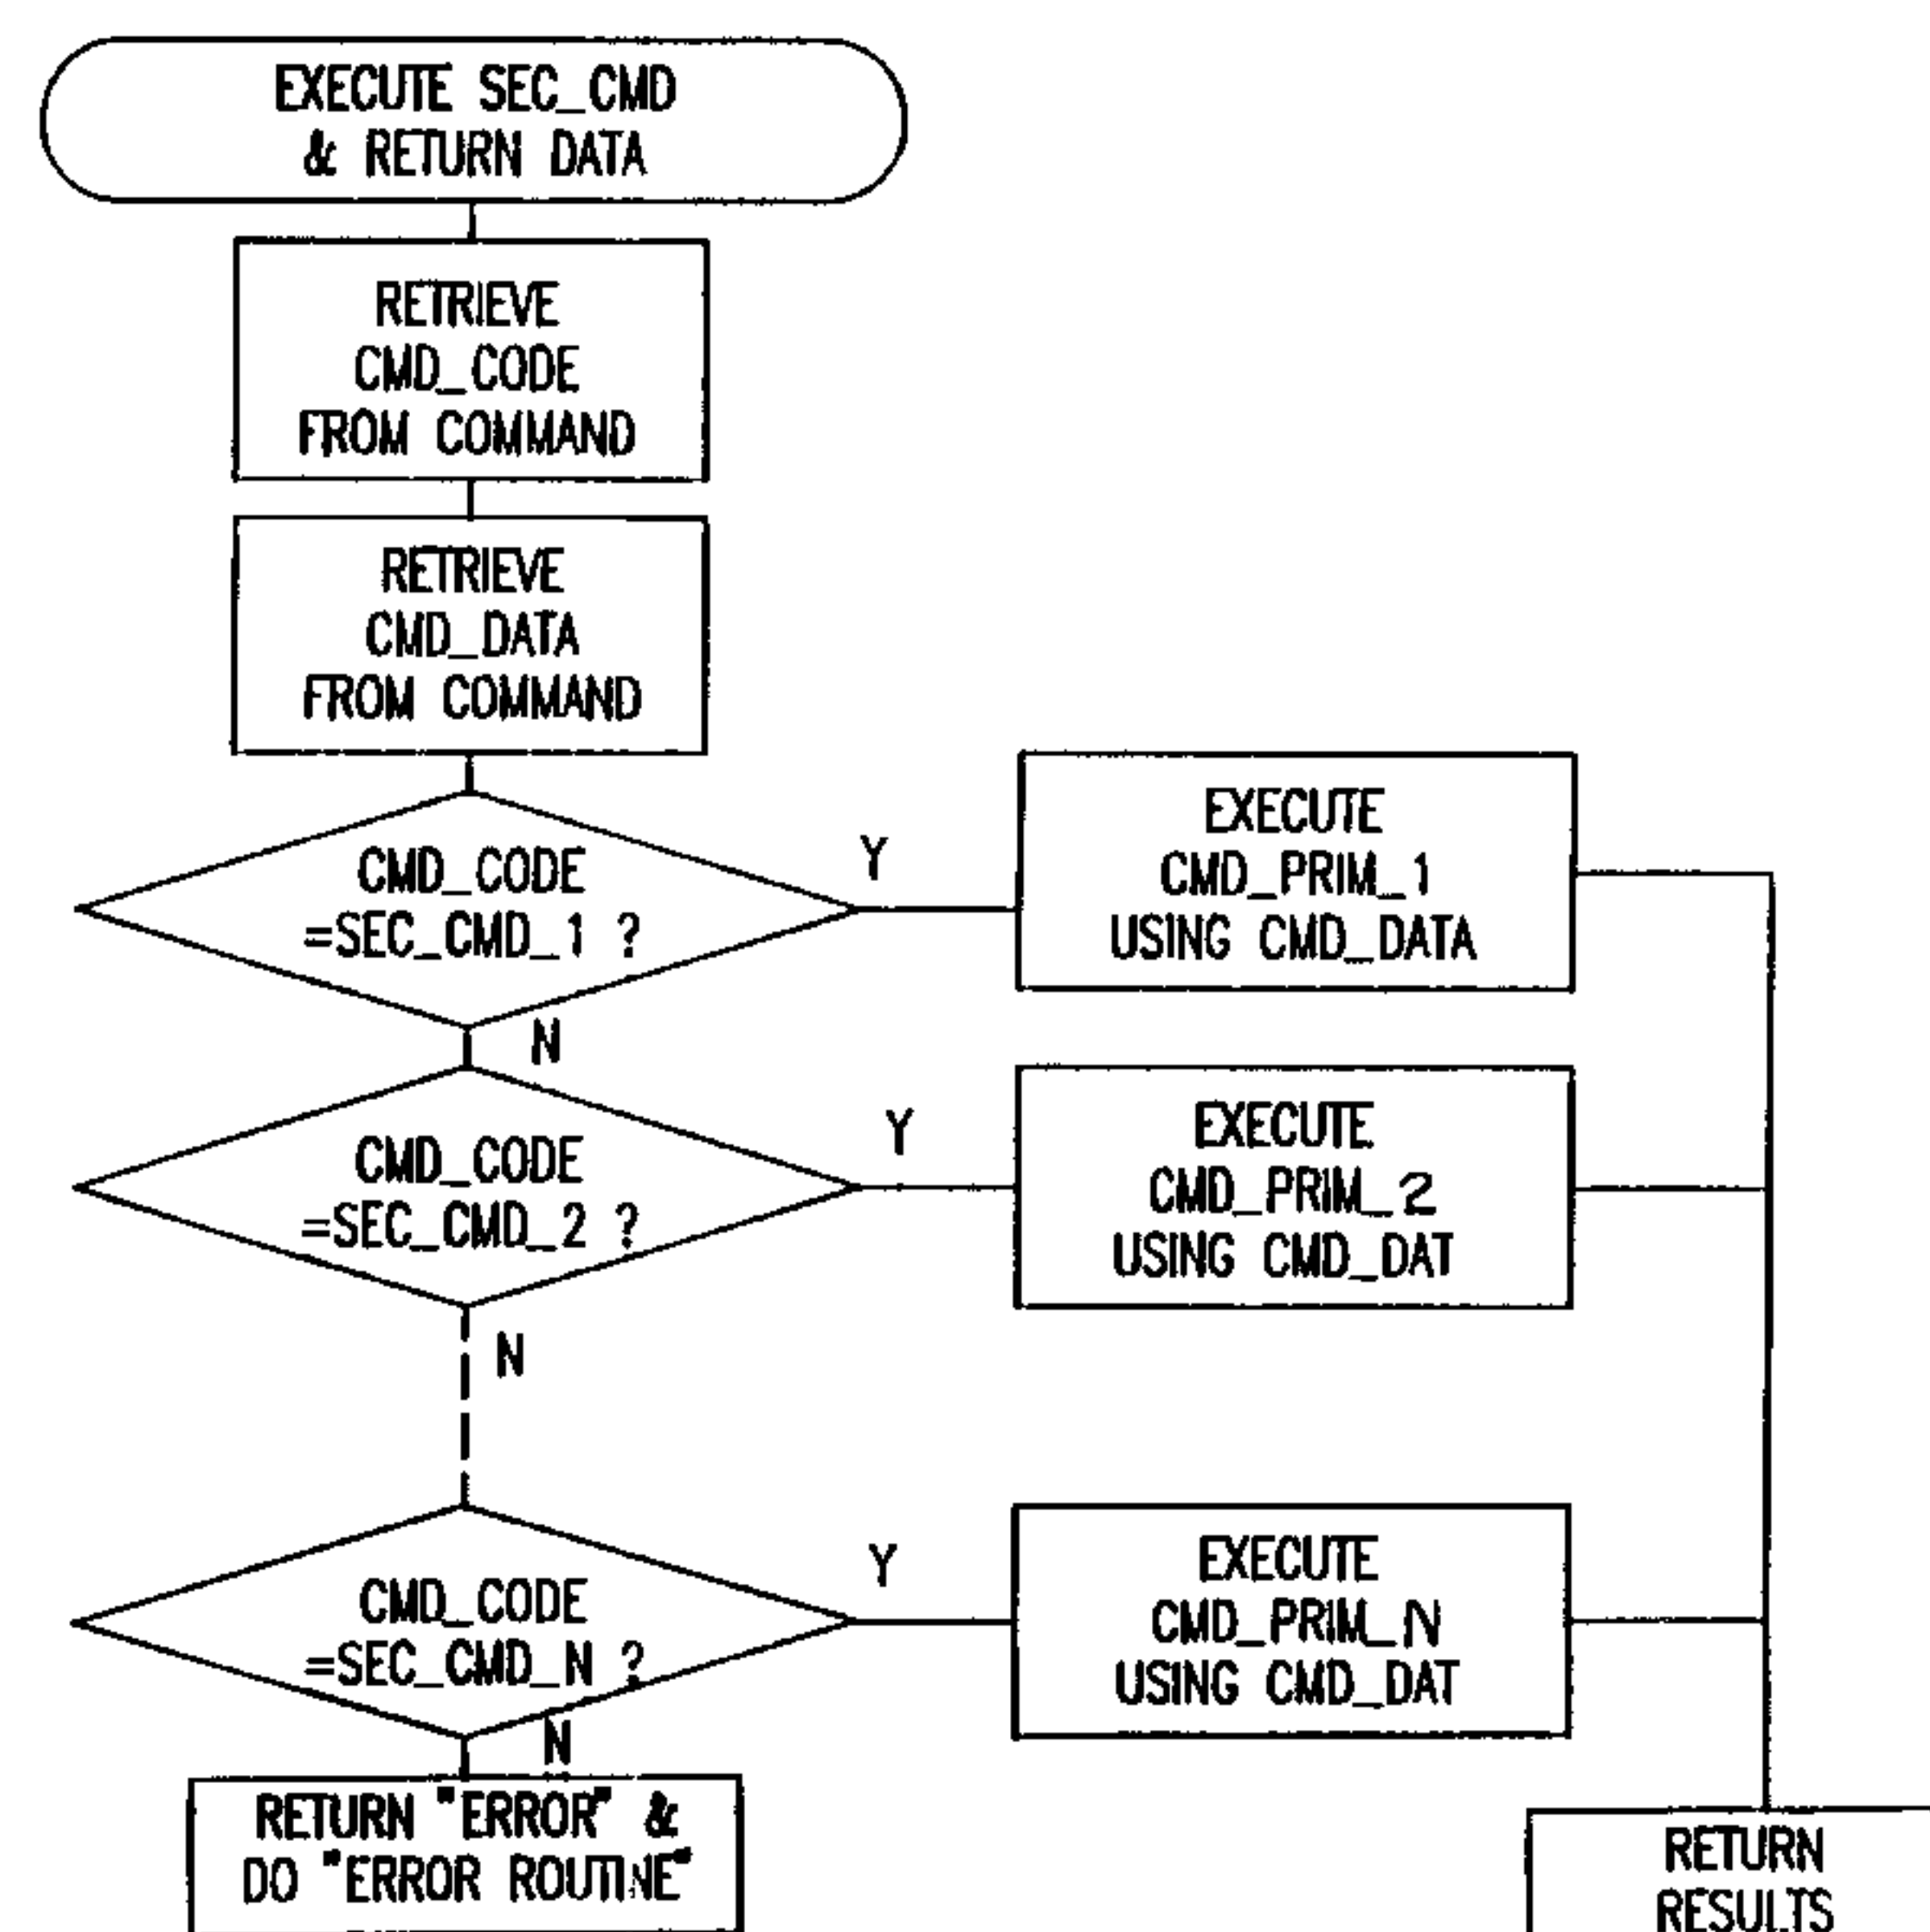 EXECUTE SEC_CMD
& RETURN DATA
RETRIEVE
CMD_CODE
FROM COMMAND
RETRIEVE
CMD_DATA
FROM COMMAND
CMD_CODE
=SEC_CMD_1 ?
Y
EXECUTE
CMD_PRIM_1
USING CMD_DATA
N
CMD_CODE
=SEC_CMD_2 ?
Y
EXECUTE
CMD_PRIM_2
USING CMD_DAT
N
CMD_CODE
=SEC_CMD_N ?
Y
EXECUTE
CMD_PRIM_N
USING CMD_DAT
N
RETURN "ERROR" &
DO "ERROR ROUTINE"
RETURN
RESULTS